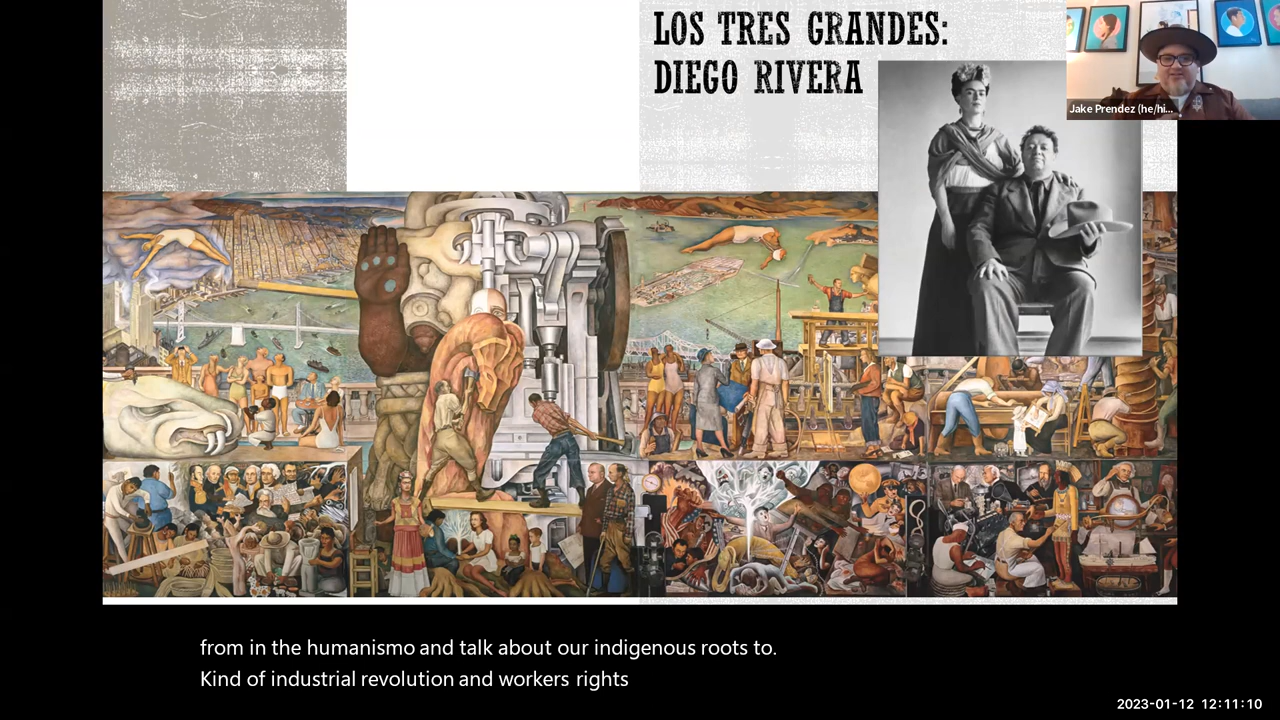 LOS TRES GRANDES:
DIEGO RIVERA
Jake Prendez (he/hi...
from in the humanismo and talk about our indigenous roots to.
Kind of industrial revolution and workers rights
2023-01-12 12:11:10